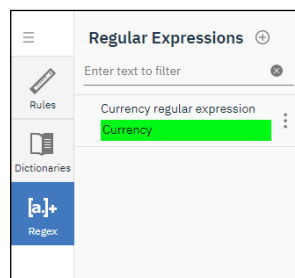 Regular Expressions
Enter text to filter
Rules
Currency regular expression
Currency
Dictionaries
[a.]+
Regex